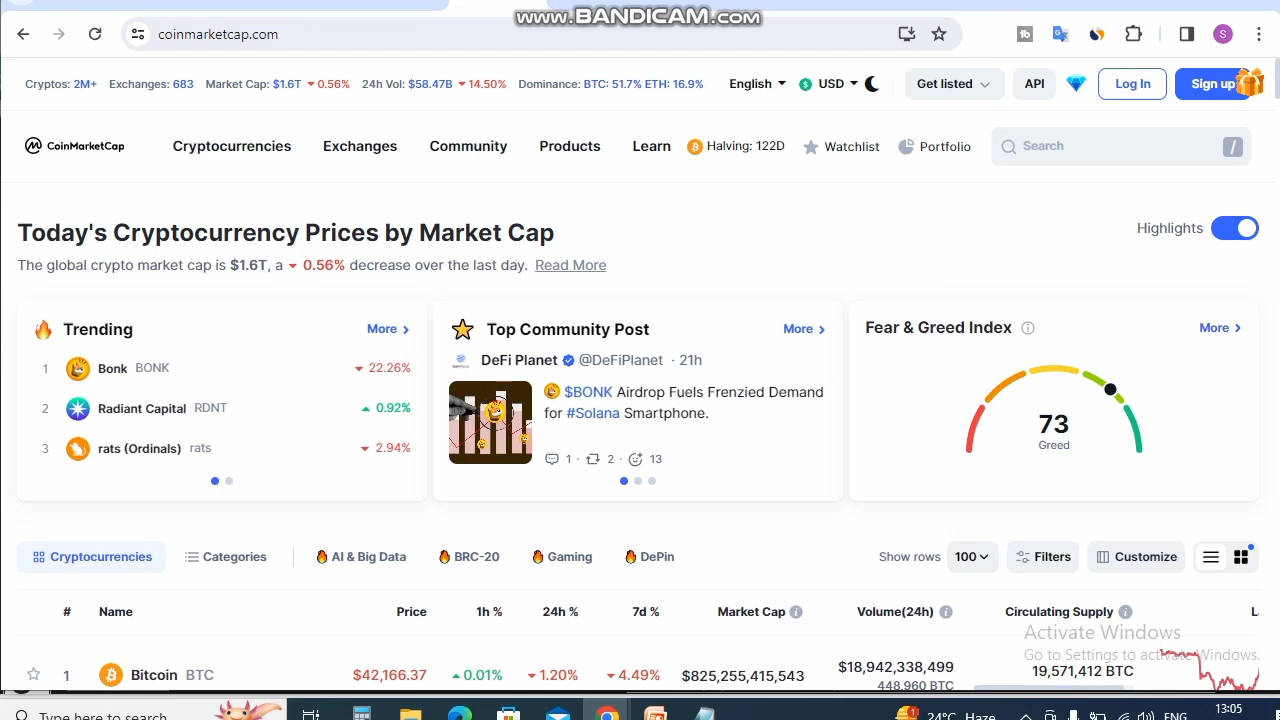 www.BANDICAM.com
coinmarketcap.com
Cryptos: 2M+ Exchanges: 683 Market Cap: $1.6T 0.56% 24h Vol: $58.47B 14.50% Dominance: BTC: 51.7% ETH: 16.9% English USD Get listed API Log In Sign up
CoinMarketCap Cryptocurrencies Exchanges Community Products Learn Halving: 122D Watchlist Portfolio Search /
Today's Cryptocurrency Prices by Market Cap
Highlights
The global crypto market cap is $1.6T, a 0.56% decrease over the last day. Read More
Trending More
1 Bonk BONK 22.26%
2 Radiant Capital RDNT 0.92%
3 rats (Ordinals) rats 2.94%
Top Community Post More
DeFi Planet @DeFiPlanet · 21h
$BONK Airdrop Fuels Frenzied Demand
for #Solana Smartphone.
1 · 2 · 13
Fear & Greed Index More
73
Greed
Cryptocurrencies Categories AI & Big Data BRC-20 Gaming DePin Show rows 100 Filters Customize
# Name Price 1h % 24h % 7d % Market Cap Volume(24h) Circulating Supply
1 Bitcoin BTC $42,166.37 0.01% 1.20% 4.49% $825,255,415,543 $18,942,338,499 19,571,412 BTC
448,960 BTC
Activate Windows
Go to Settings to activate Windows.
Type here to search 24°C Haze ENG 13:05